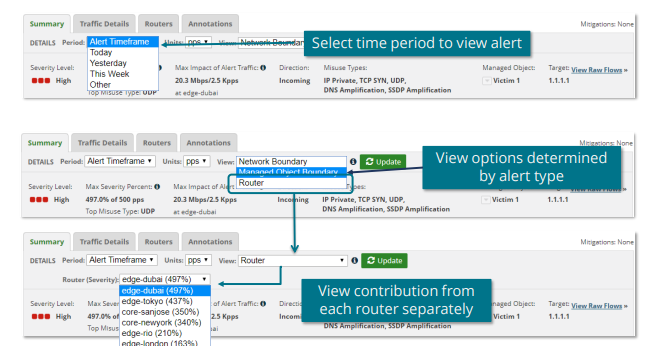 Summary Traffic Details Routers Annotations Mitigations: None
DETAILS Period: Alert Timeframe Units: pps View: Network Boundary
Select time period to view alert
Today
Yesterday
This Week
Other
Severity Level: Max Impact of Alert Traffic: Direction: Misuse Types: Managed Object: Target: View Raw Flows »
High 20.3 Mbps/2.5 Kpps Incoming IP Private, TCP SYN, UDP, Victim 1 1.1.1.1
Top Misuse Type: UDP at edge-dubai DNS Amplification, SSDP Amplification
Summary Traffic Details Routers Annotations Mitigations: None
DETAILS Period: Alert Timeframe Units: pps View: Network Boundary Update
Managed Object Boundary
Router
View options determined
by alert type
Severity Level: Max Severity Percent: Max Impact of Alert Types: View Raw Flows »
High 497.0% of 500 pps 20.3 Mbps/2.5 Kpps Incoming IP Private, TCP SYN, UDP, Victim 1 1.1.1.1
Top Misuse Type: UDP at edge-dubai DNS Amplification, SSDP Amplification
Summary Traffic Details Routers Annotations Mitigations: None
DETAILS Period: Alert Timeframe Units: pps View: Router Update
Router (Severity): edge-dubai (497%)
edge-dubai (497%)
edge-tokyo (437%)
core-sanjose (350%)
core-newyork (340%)
edge-rio (210%)
edge-london (163%)
View contribution from
each router separately
Severity Level: Max of Alert Traffic: Object: Target: View Raw Flows »
High 497.0% of 2.5 Kpps Victim 1 1.1.1.1
Top DNS Amplification, SSDP Amplification